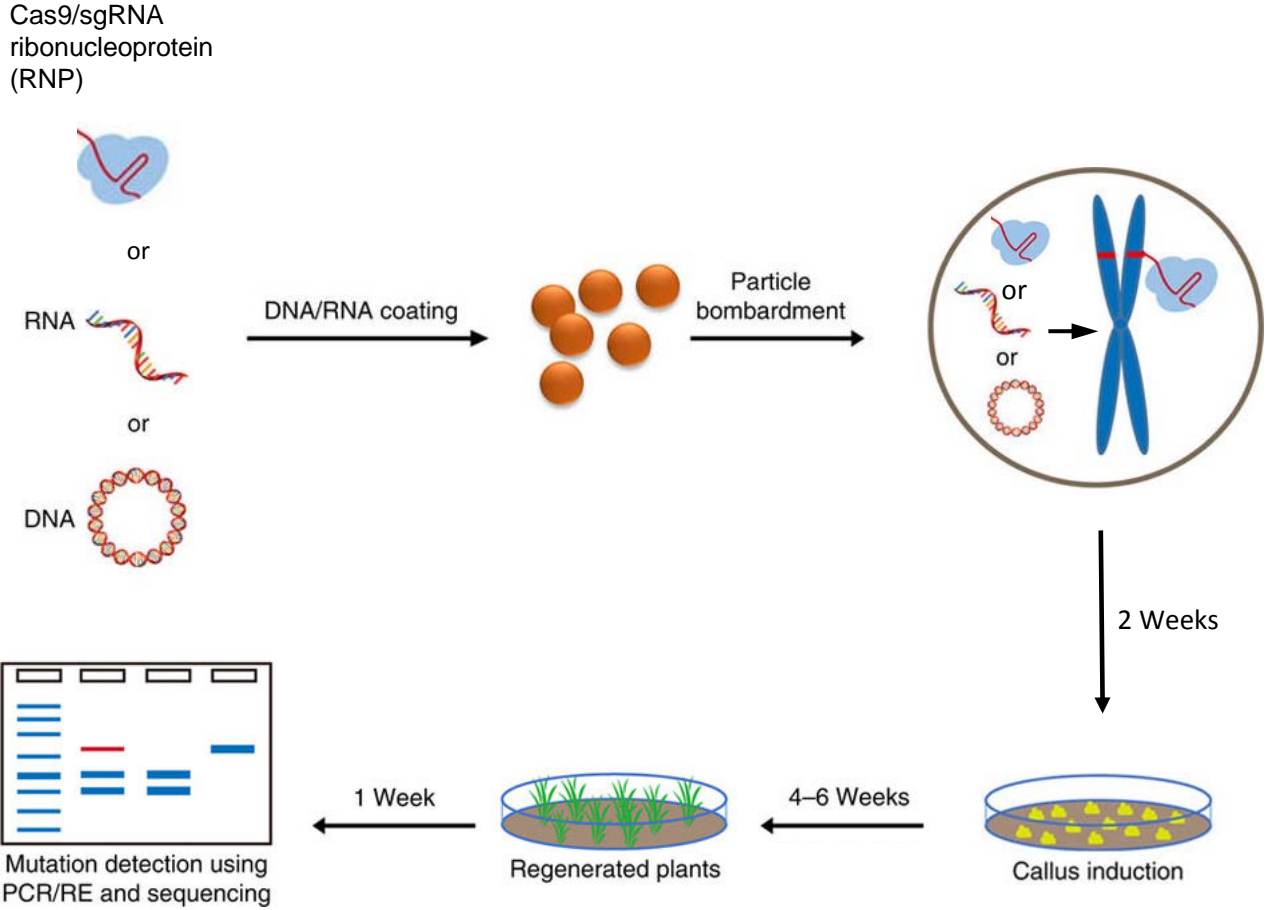 Cas9/sgRNA
ribonucleoprotein
(RNP)
or
RNA
or
DNA
DNA/RNA coating
Particle
bombardment
or
or
2 Weeks
Callus induction
4–6 Weeks
Regenerated plants
1 Week
Mutation detection using
PCR/RE and sequencing